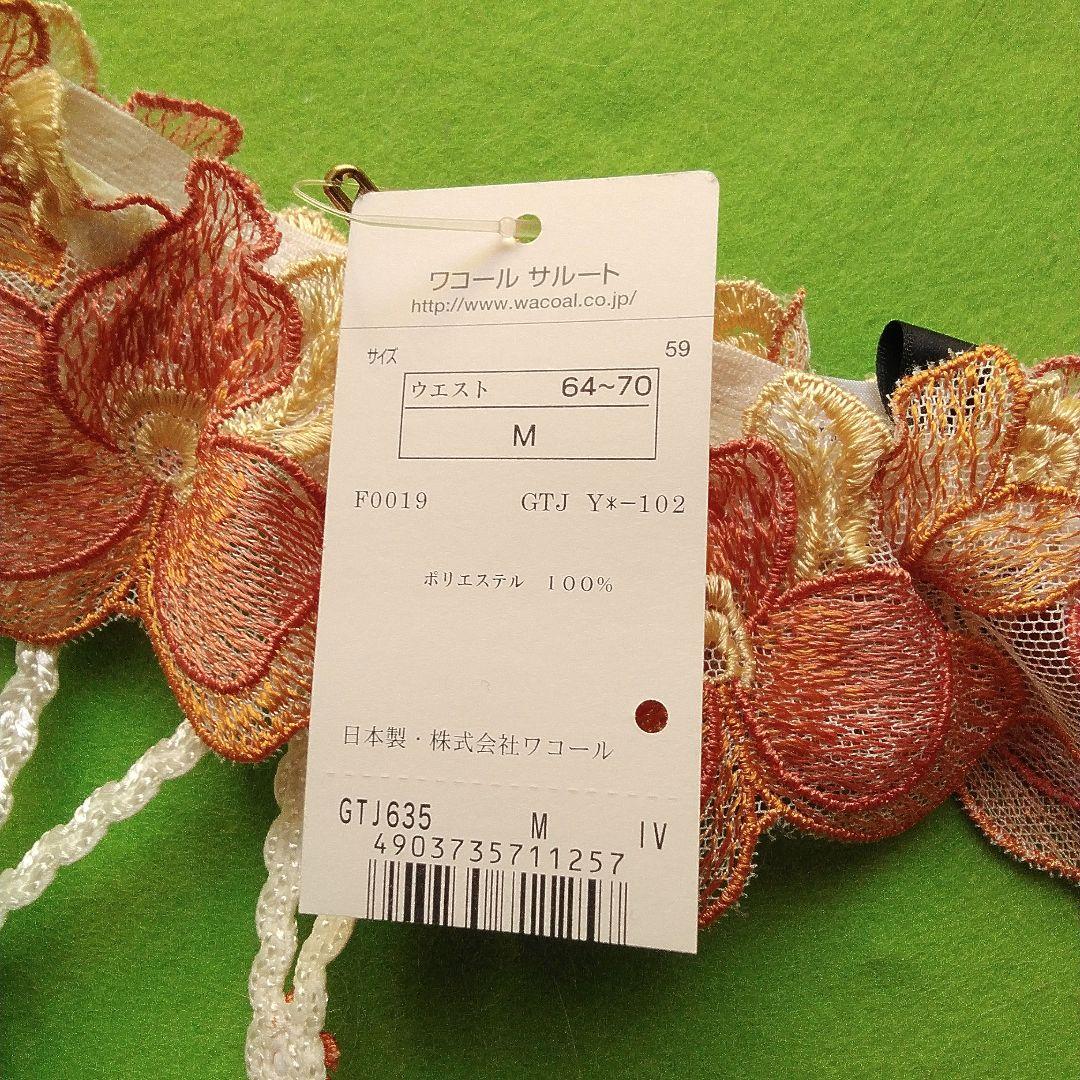 ワコール サルート
http://www.wacoal.co.jp/
サイズ 59
ウエスト 64~70
M
F0019 GTJ Y*-102
ポリエステル 100%
日本製・株式会社ワコール
GTJ635 M IV
4903735711257